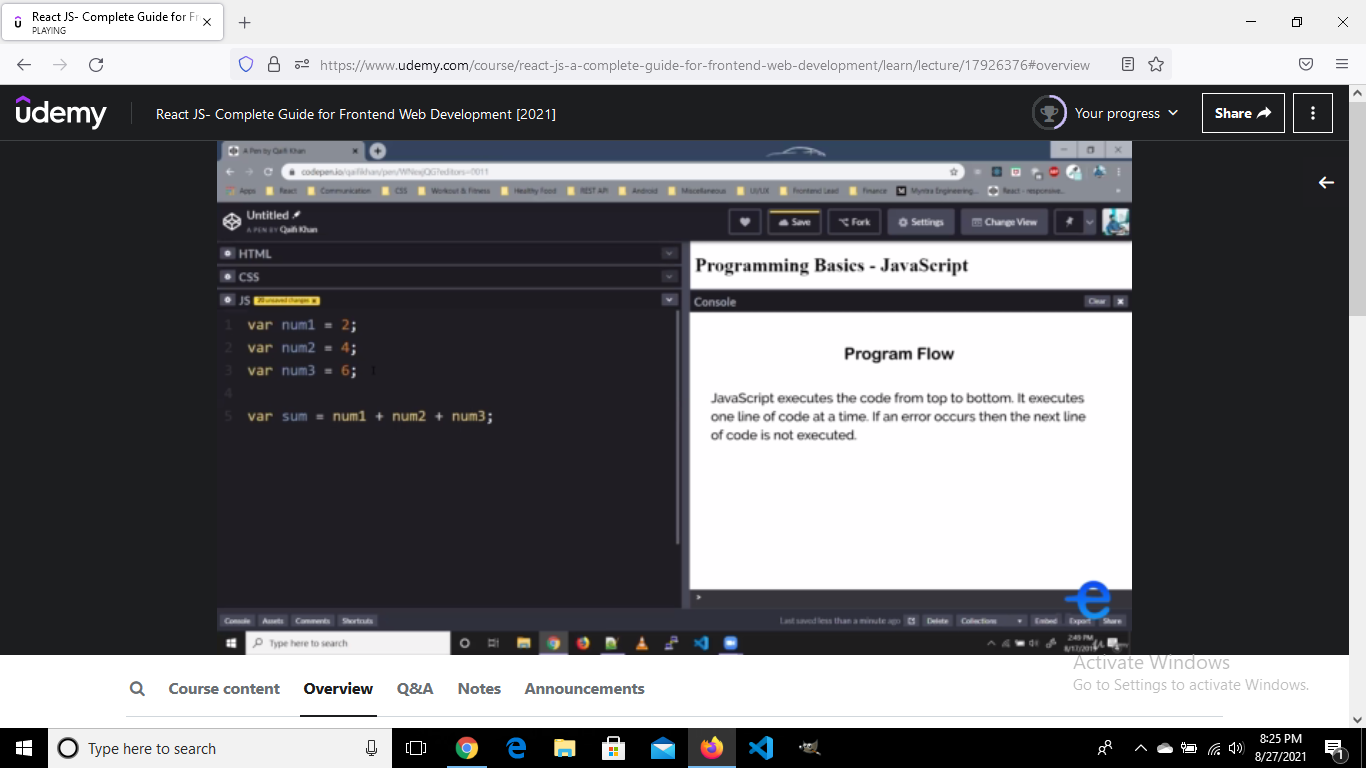 React JS- Complete Guide for Fr
PLAYING
https://www.udemy.com/course/react-js-a-complete-guide-for-frontend-web-development/learn/lecture/17926376#overview
udemy
React JS- Complete Guide for Frontend Web Development [2021]
Your progress
Share
A Pen by Qaifi Khan
codepen.io/qaifikhan/pen/
Apps React Communication CSS Workout & Fitness Healthy Food REST API Android Miscellaneous UI/UX Frontend Lead Finance Myntra Engineering... React - responsive...
Untitled
A PEN BY Qaifi Khan
Save Fork Settings Change View
HTML
CSS
JS 20 unsaved changes x
Programming Basics - JavaScript
Console Clear
1 var num1 = 2;
2 var num2 = 4;
3 var num3 = 6;
4
5 var sum = num1 + num2 + num3;
Program Flow
JavaScript executes the code from top to bottom. It executes
one line of code at a time. If an error occurs then the next line
of code is not executed.
>
Console Assets Comments Shortcuts Last saved less than a minute ago Delete Collections Embed Export Share
Type here to search
2:49 PM
Activate Windows
Go to Settings to activate Windows.
Course content Overview Q&A Notes Announcements
Type here to search
8:25 PM
8/27/2021
1